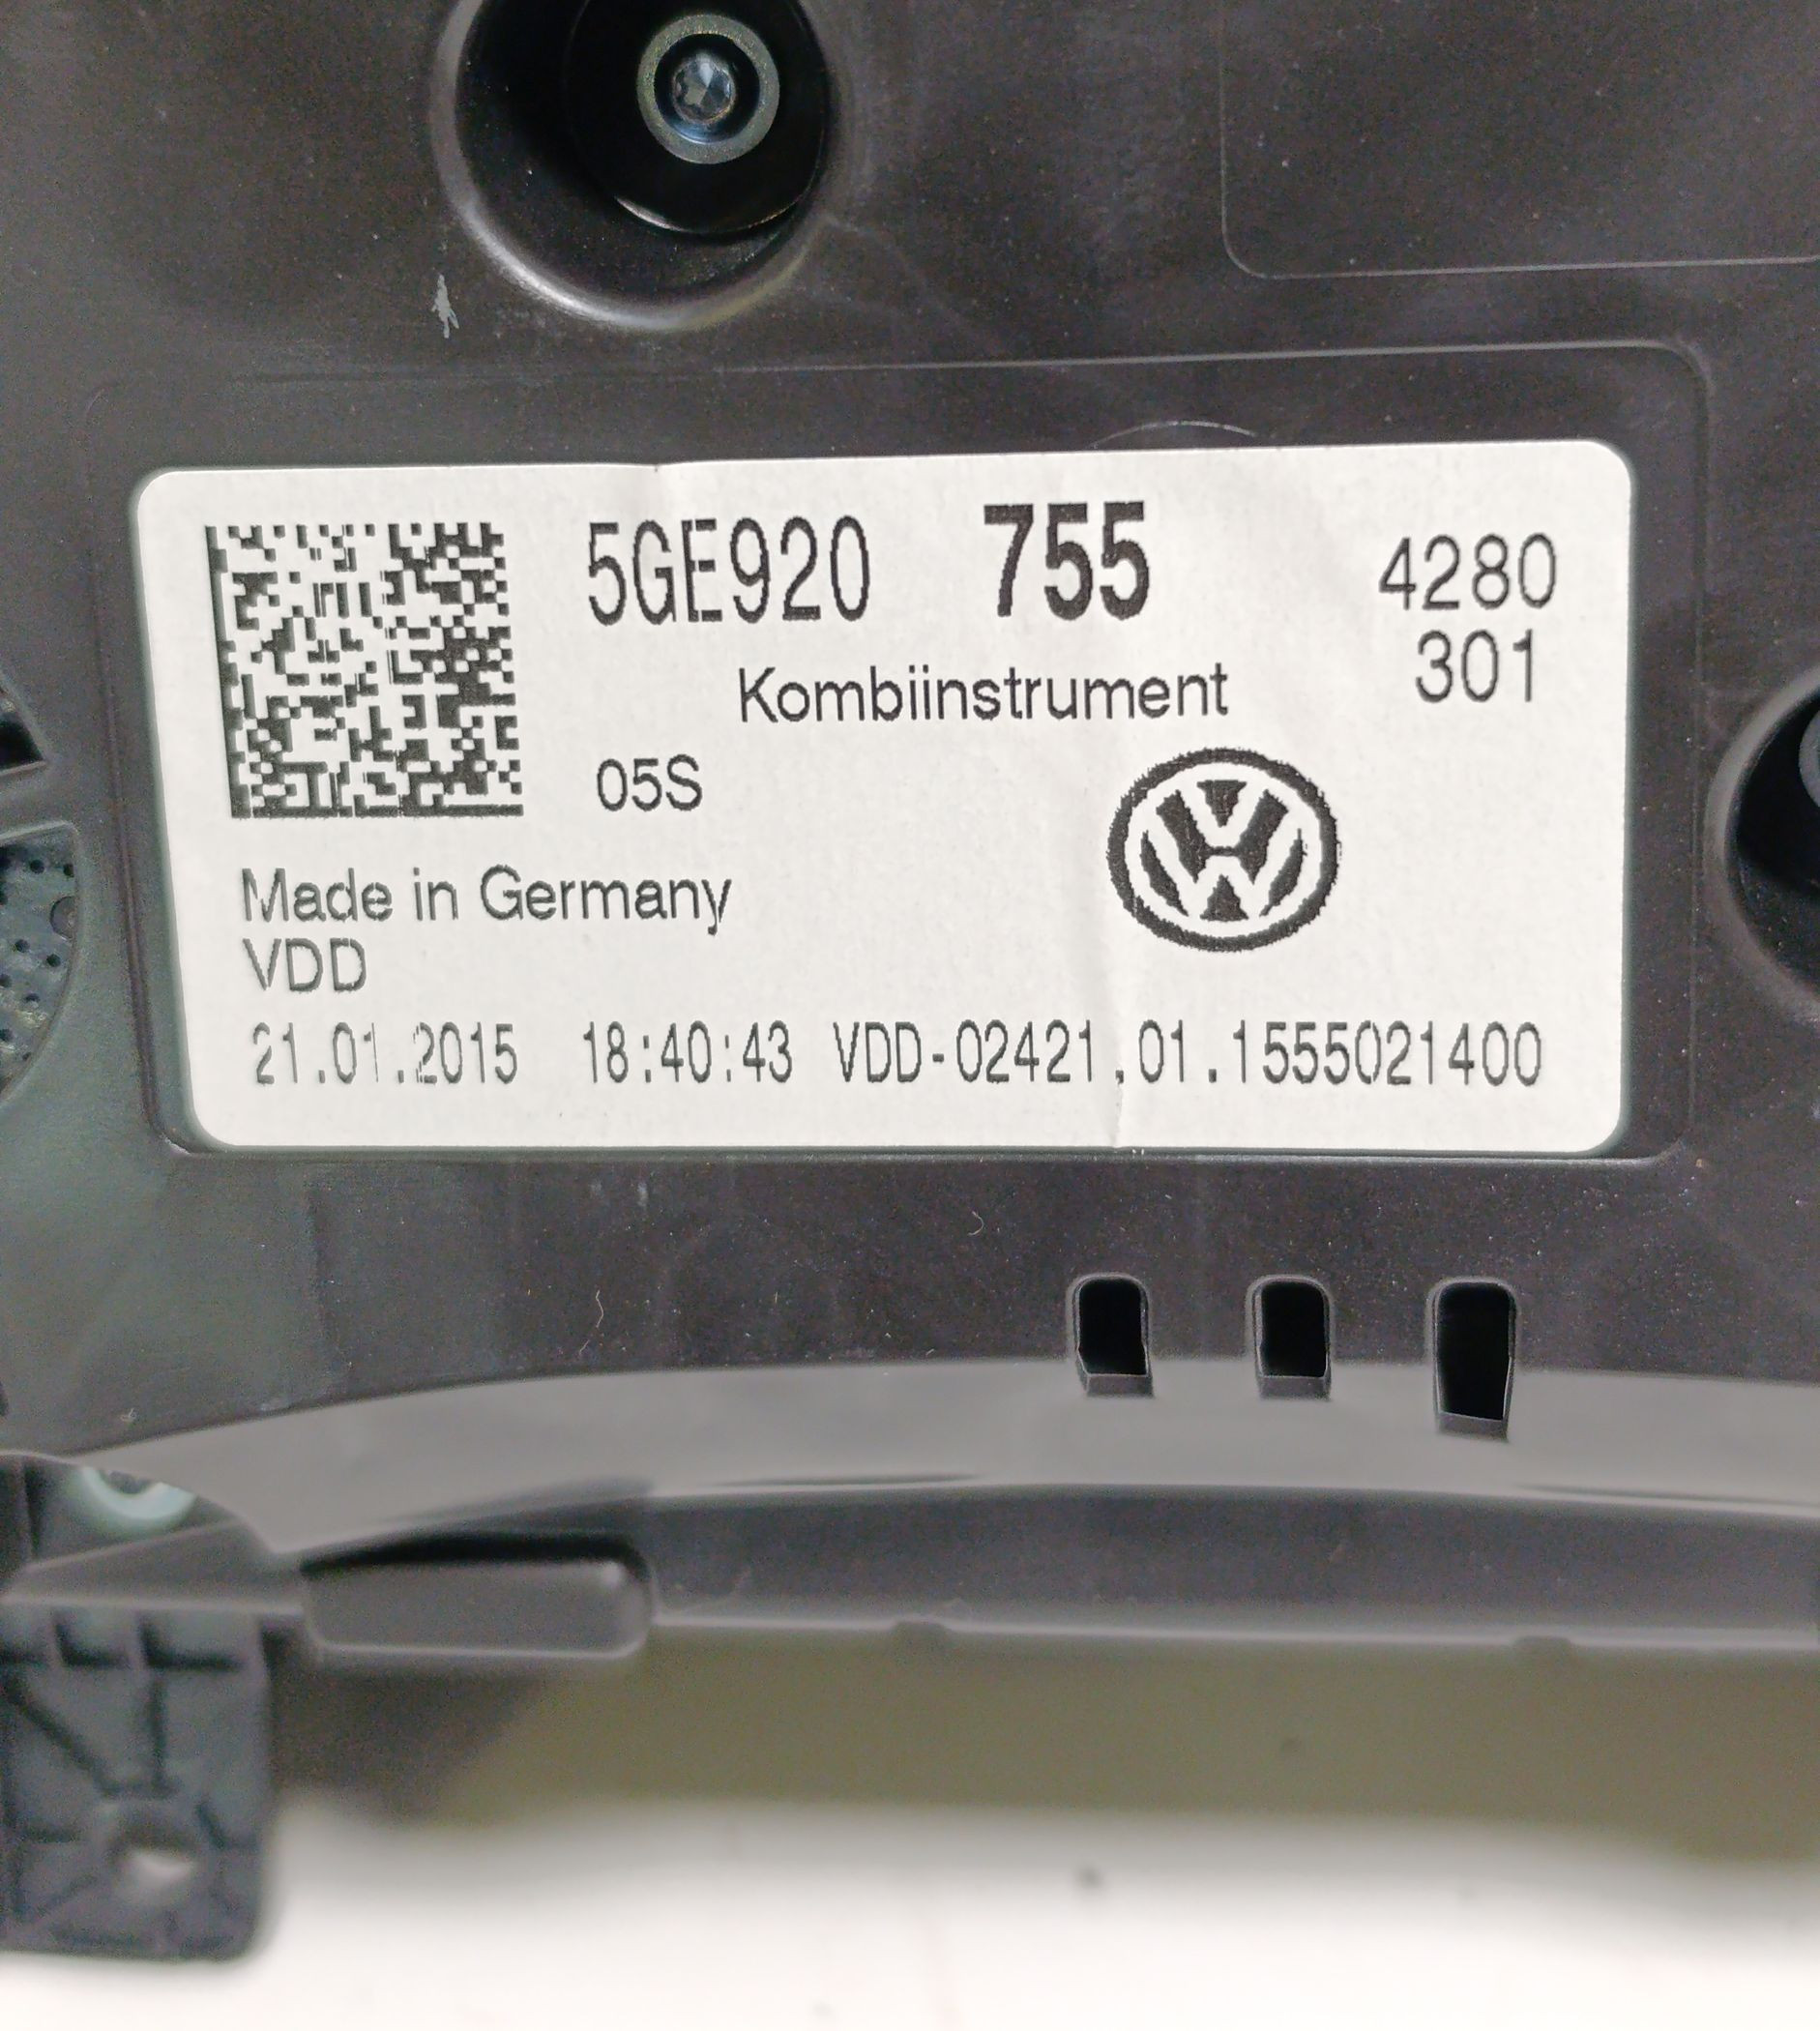 5GE920 755 4280
301
Kombiinstrument
05S
Made in Germany
VDD
21.01.2015 18:40:43 VDD-02421.01.1555021400